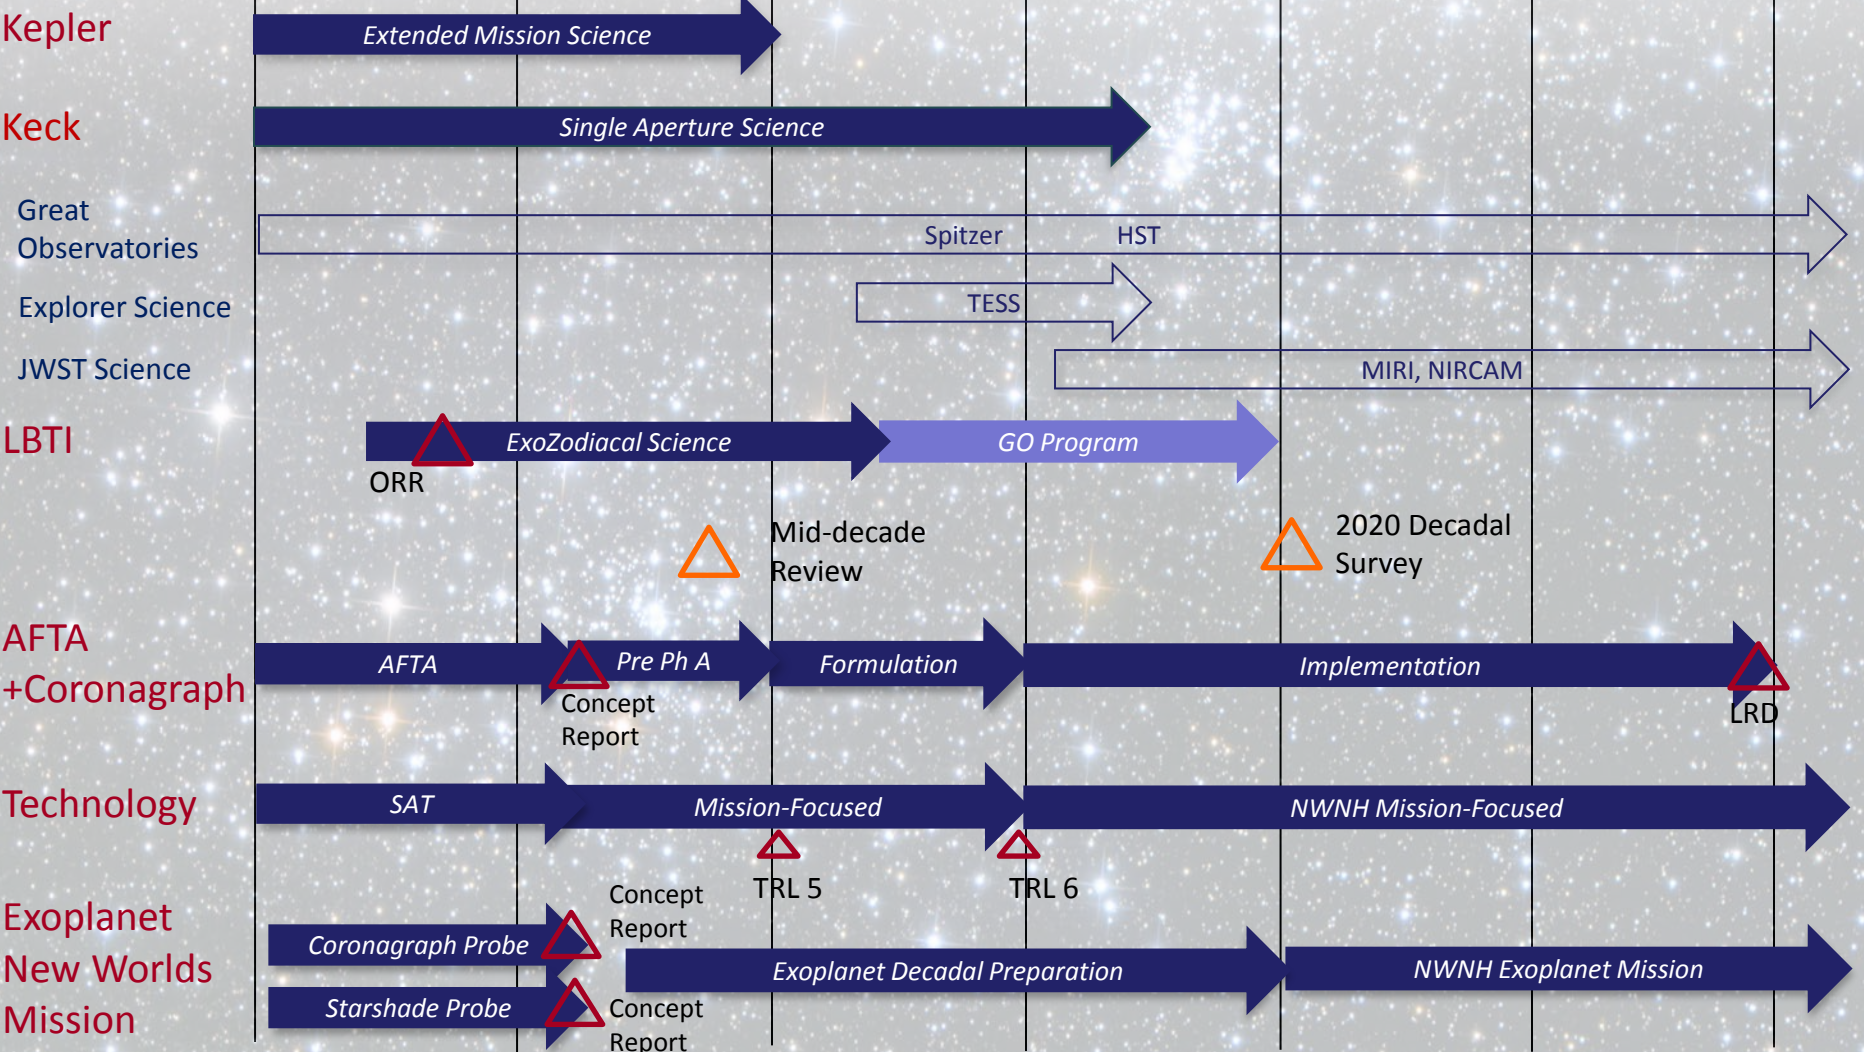 Kepler
Extended Mission Science
Keck
Single Aperture Science
Great
Observatories
Spitzer
HST
Explorer Science
TESS
JWST Science
MIRI, NIRCAM
LBTI
ExoZodiacal Science
GO Program
ORR
Mid-decade
Review
2020 Decadal
Survey
AFTA
+Coronagraph
AFTA
Pre Ph A
Formulation
Implementation
Concept
Report
LRD
Technology
SAT
Mission-Focused
NWNH Mission-Focused
TRL 5
TRL 6
Exoplanet
New Worlds
Mission
Coronagraph Probe
Concept
Report
Exoplanet Decadal Preparation
NWNH Exoplanet Mission
Starshade Probe
Concept
Report